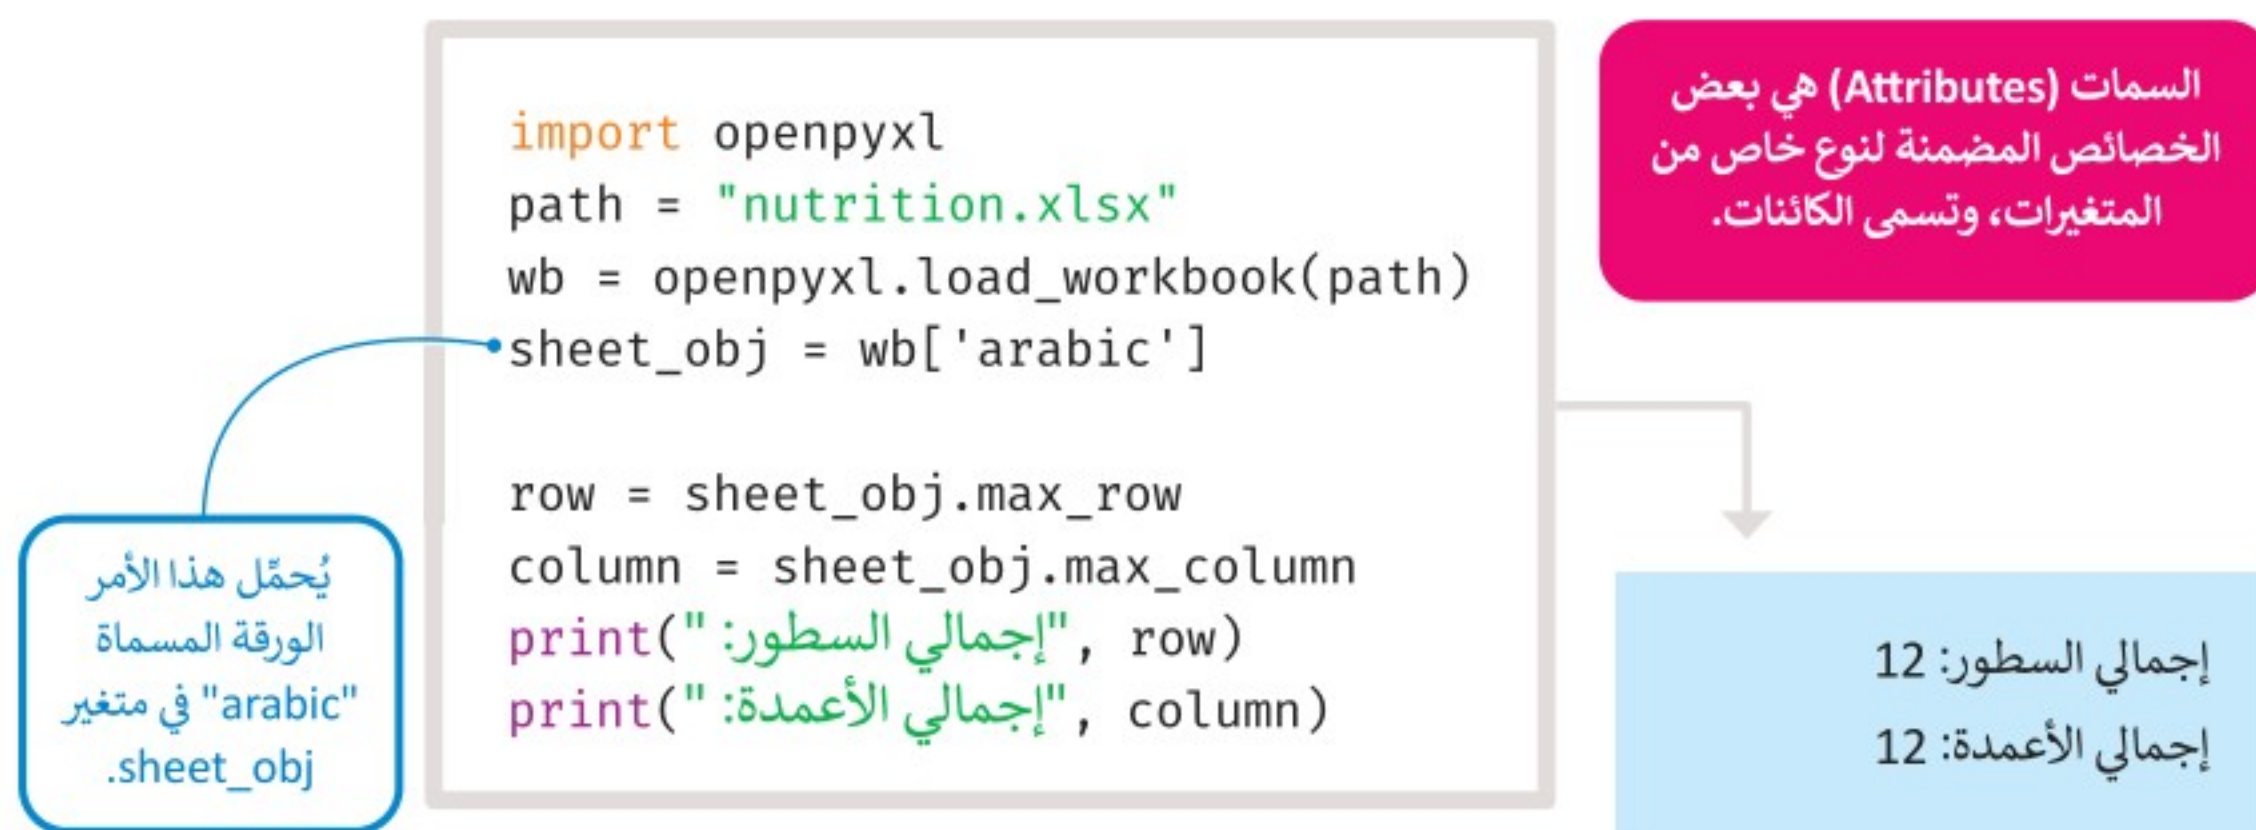 السمات (Attributes) هي بعض
الخصائص المضمنة لنوع خاص من
المتغيرات، وتسمى الكائنات.
import openpyxl
path = "nutrition.xlsx"
wb = openpyxl.load_workbook(path)
sheet_obj = wb['arabic']
row = sheet_obj.max_row
column = sheet_obj.max_column
print("إجمالي السطور: ", row)
print("إجمالي الأعمدة: ", column)
يُحمِّل هذا الأمر
الورقة المسماة
"arabic" في متغير
sheet_obj.
إجمالي السطور: 12
إجمالي الأعمدة: 12